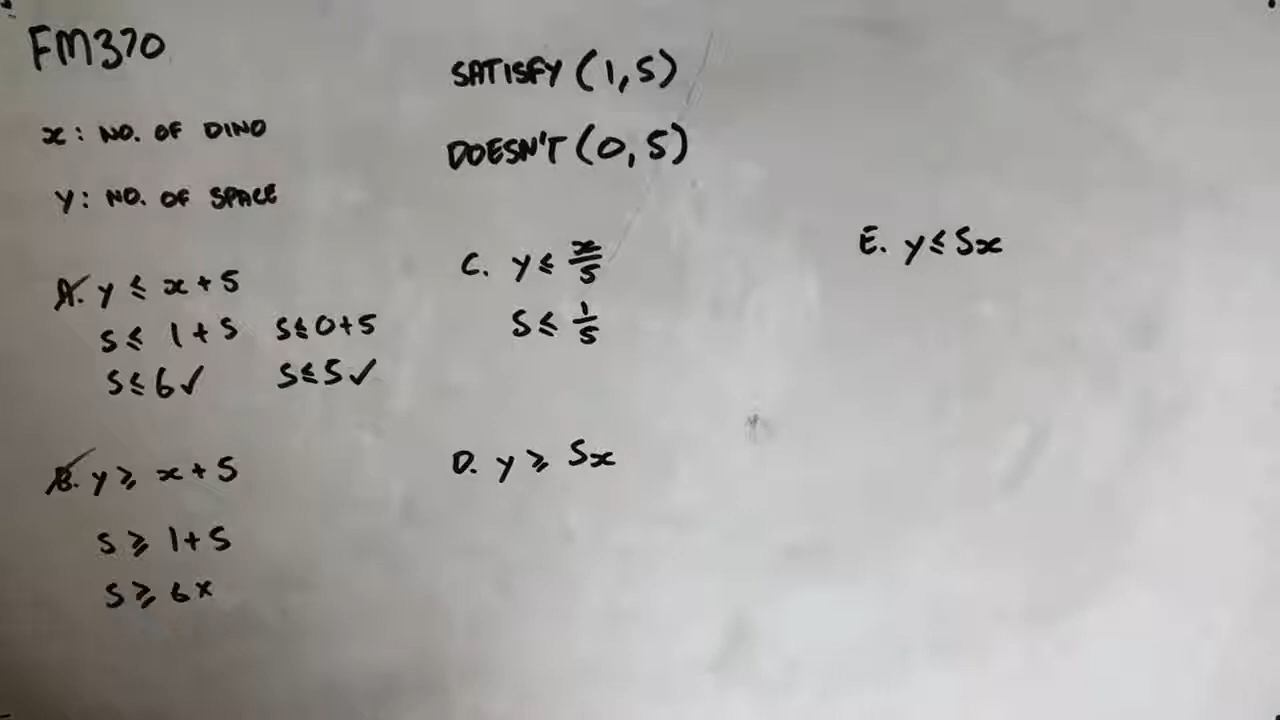 FM370
x: NO. OF DINO
y: NO. OF SPACE
SATISFY (1,5)
DOESN'T (0,5)
A. y ≤ x + 5
5 ≤ 1 + 5 5 ≤ 0 + 5
5 ≤ 6 ✓ 5 ≤ 5 ✓
B. y ≥ x + 5
5 ≥ 1 + 5
5 ≥ 6 ×
C. y ≤ x/5
5 ≤ 1/5
D. y ≥ 5x
E. y ≤ 5x